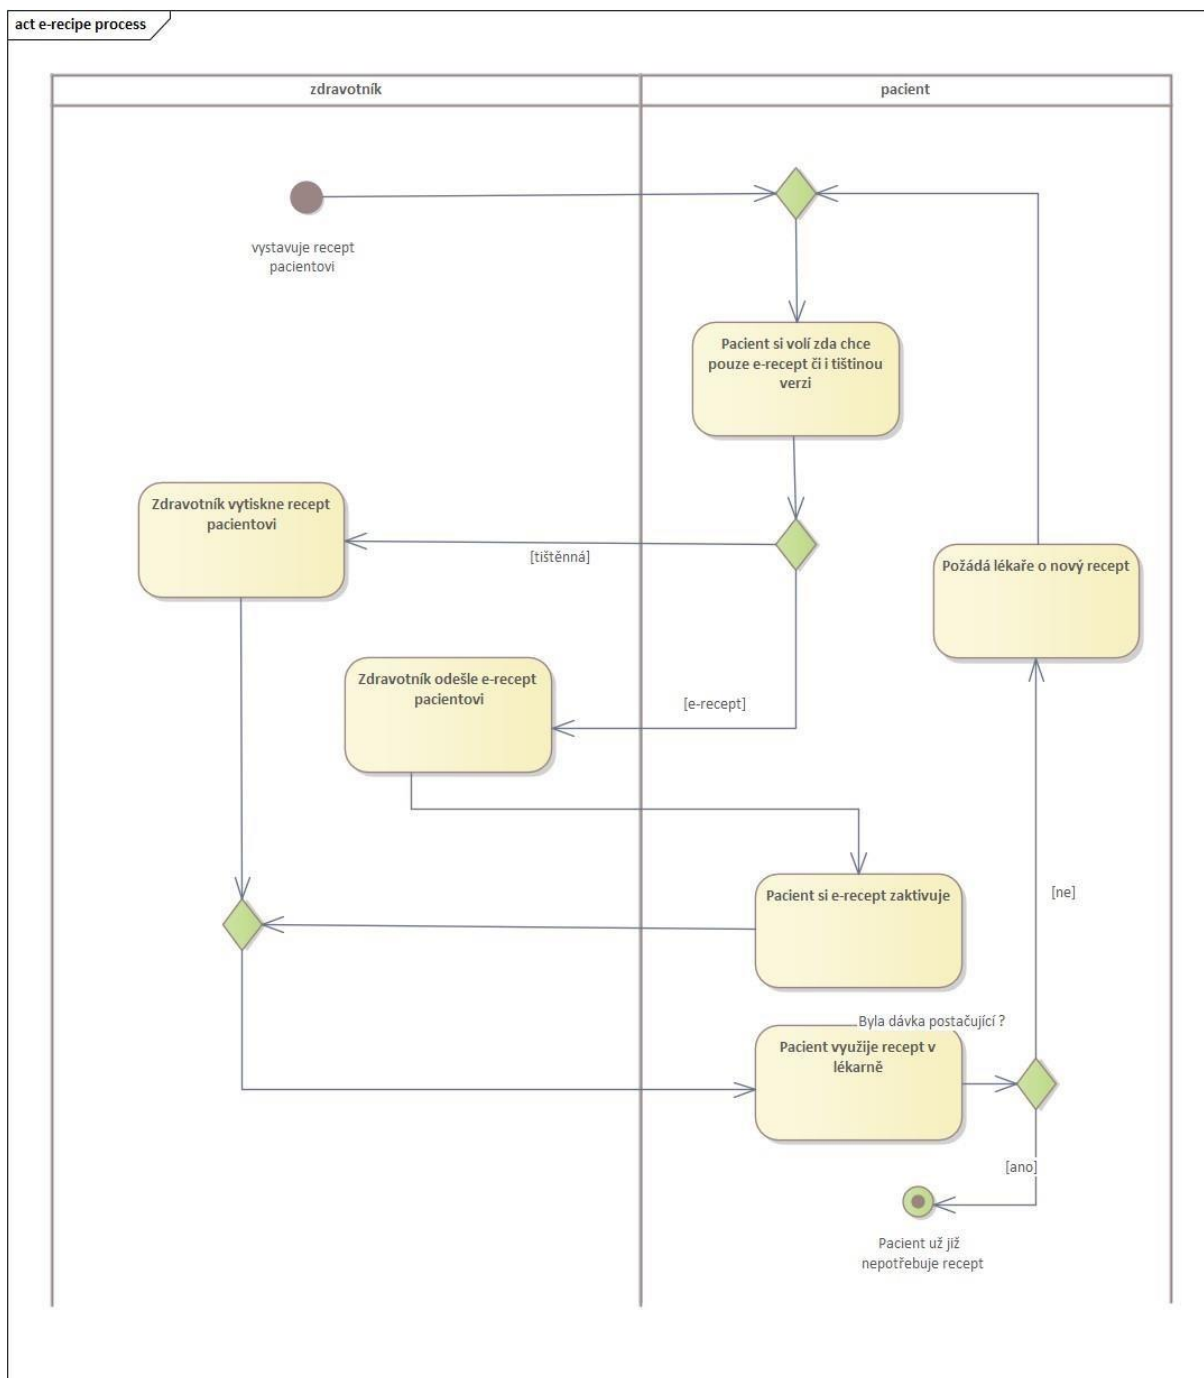 act e-recipe process
zdravotník
pacient
vystavuje recept
pacientovi
Pacient si volí zda chce
pouze e-recept či i tištinou
verzi
Zdravotník vytiskne recept
pacientovi
[tištěnná]
Požádá lékaře o nový recept
Zdravotník odešle e-recept
pacientovi
[e-recept]
Pacient si e-recept zaktivuje
[ne]
Byla dávka postačující ?
Pacient využije recept v
lékarně
[ano]
Pacient už již
nepotřebuje recept